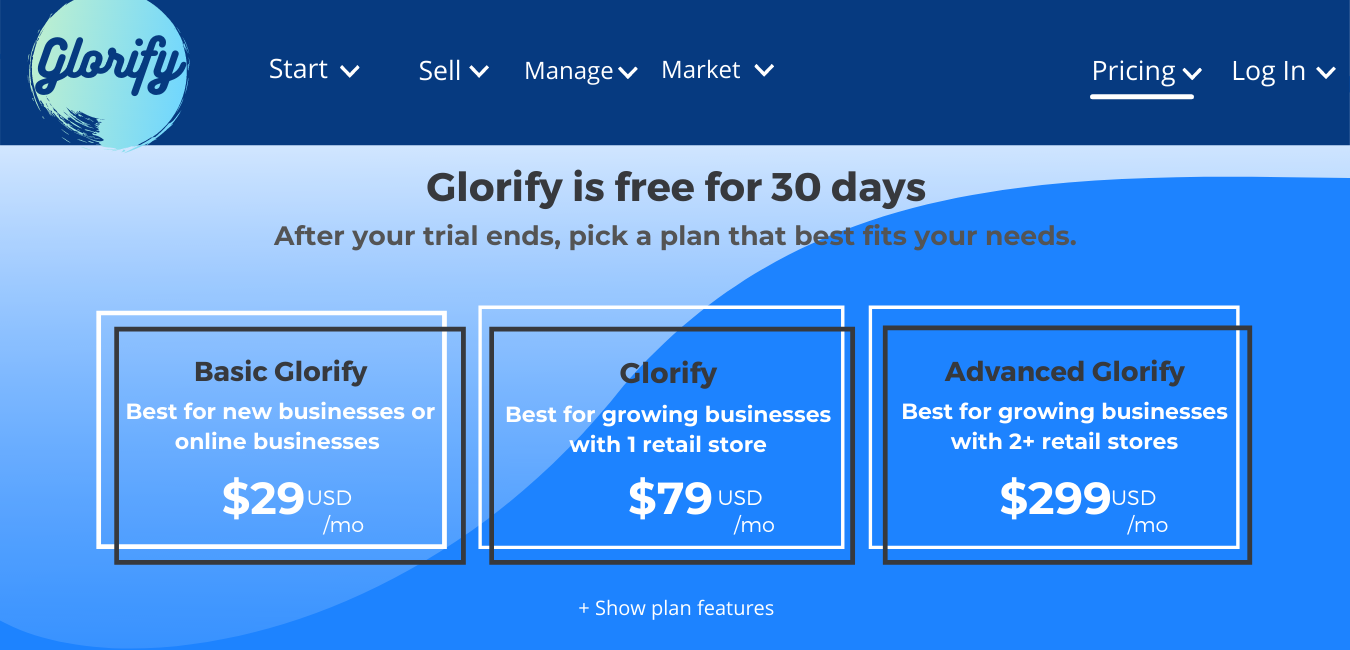 Glorify
Start
Sell
Manage
Market
Pricing
Log In
Glorify is free for 30 days
After your trial ends, pick a plan that best fits your needs.
Basic Glorify
Best for new businesses or
online businesses
$29 USD
/mo
Glorify
Best for growing businesses
with 1 retail store
$79 USD
/mo
Advanced Glorify
Best for growing businesses
with 2+ retail stores
$299 USD
/mo
+ Show plan features